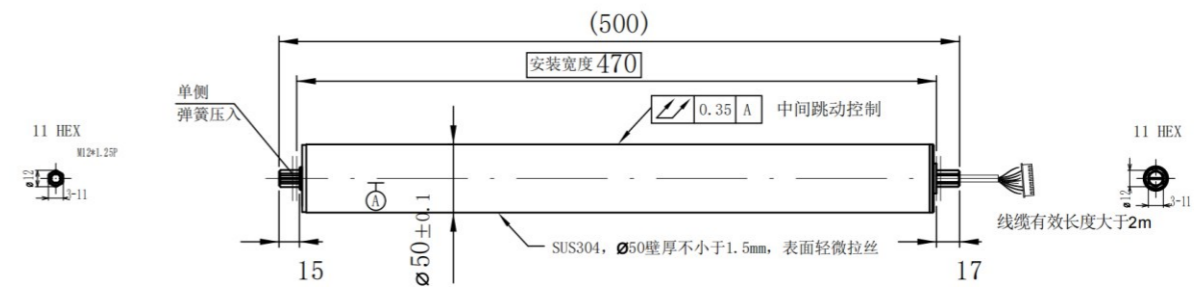 (500)
安装宽度470
单侧
弹簧压入
0.35 A 中间跳动控制
11 HEX
M12*1.25P
ø12
3-11
A
ø50±0.1
11 HEX
ø12
3-11
线缆有效长度大于2m
SUS304, Ø50壁厚不小于1.5mm, 表面轻微拉丝
15
17